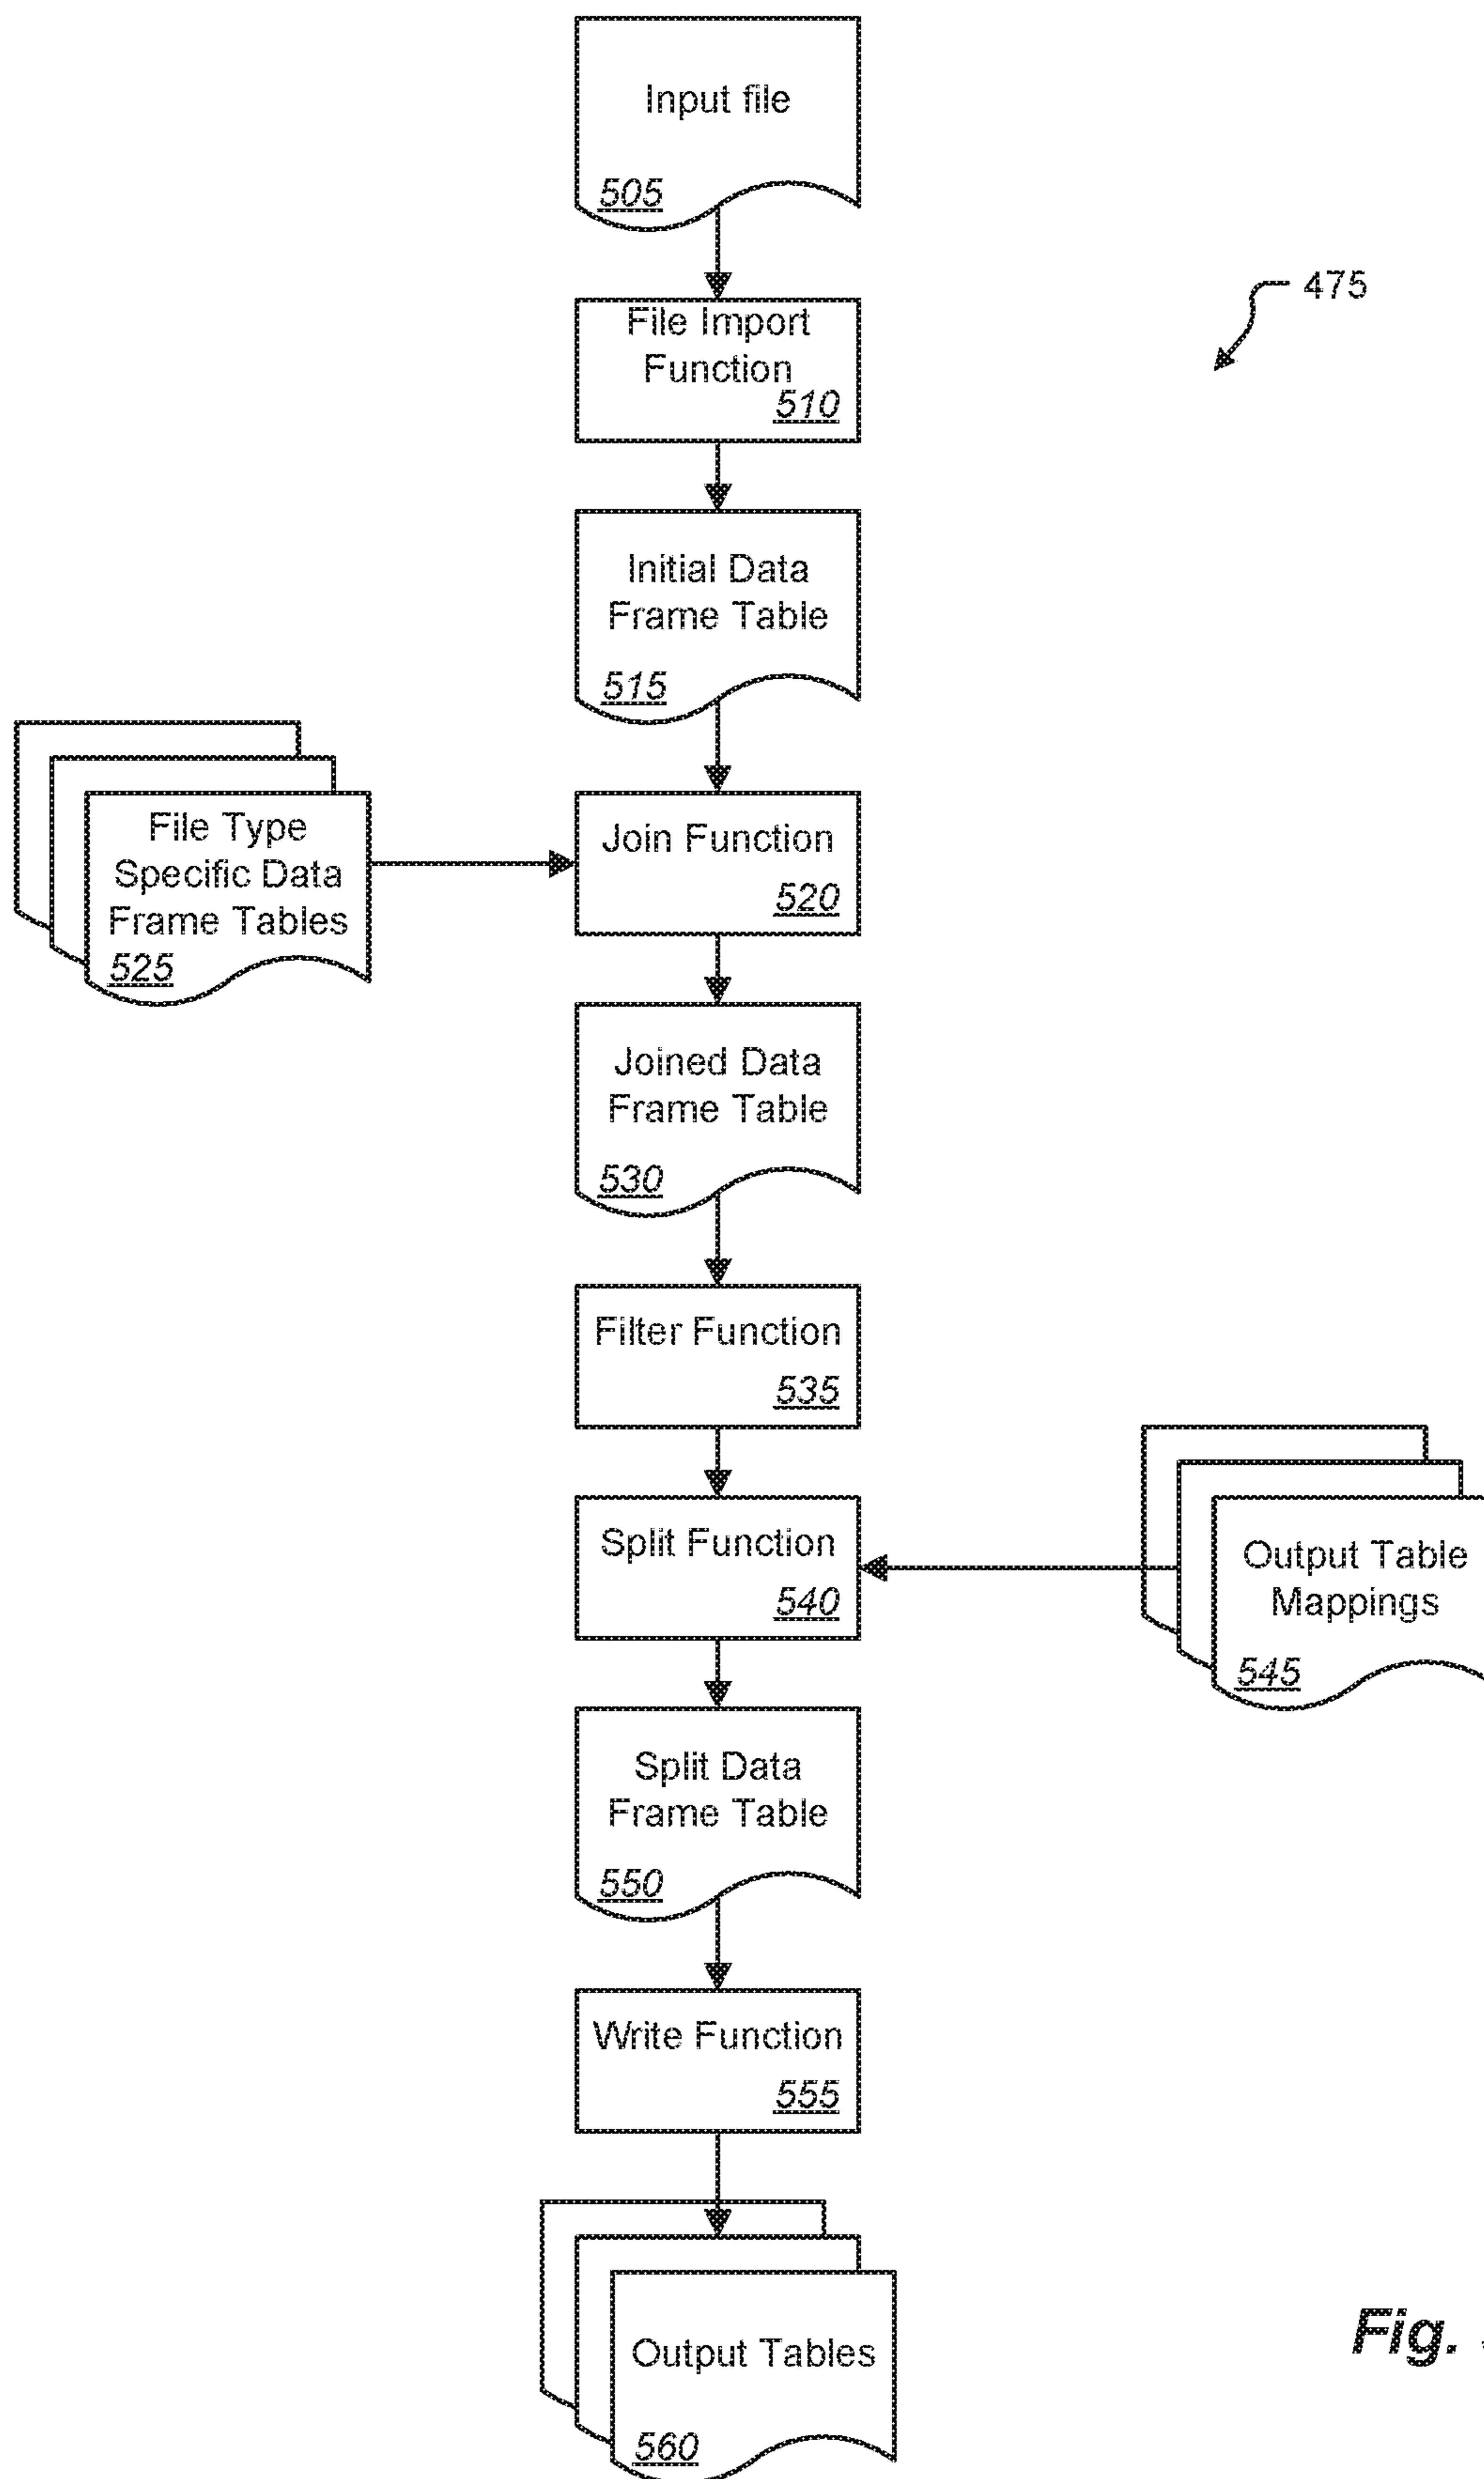 Input file
505
475
File Import
Function
510
Initial Data
Frame Table
515
File Type
Specific Data
Frame Tables
525
Join Function
520
Joined Data
Frame Table
530
Filter Function
535
Split Function
540
Output Table
Mappings
545
Split Data
Frame Table
550
Write Function
555
Output Tables
560
Fig.